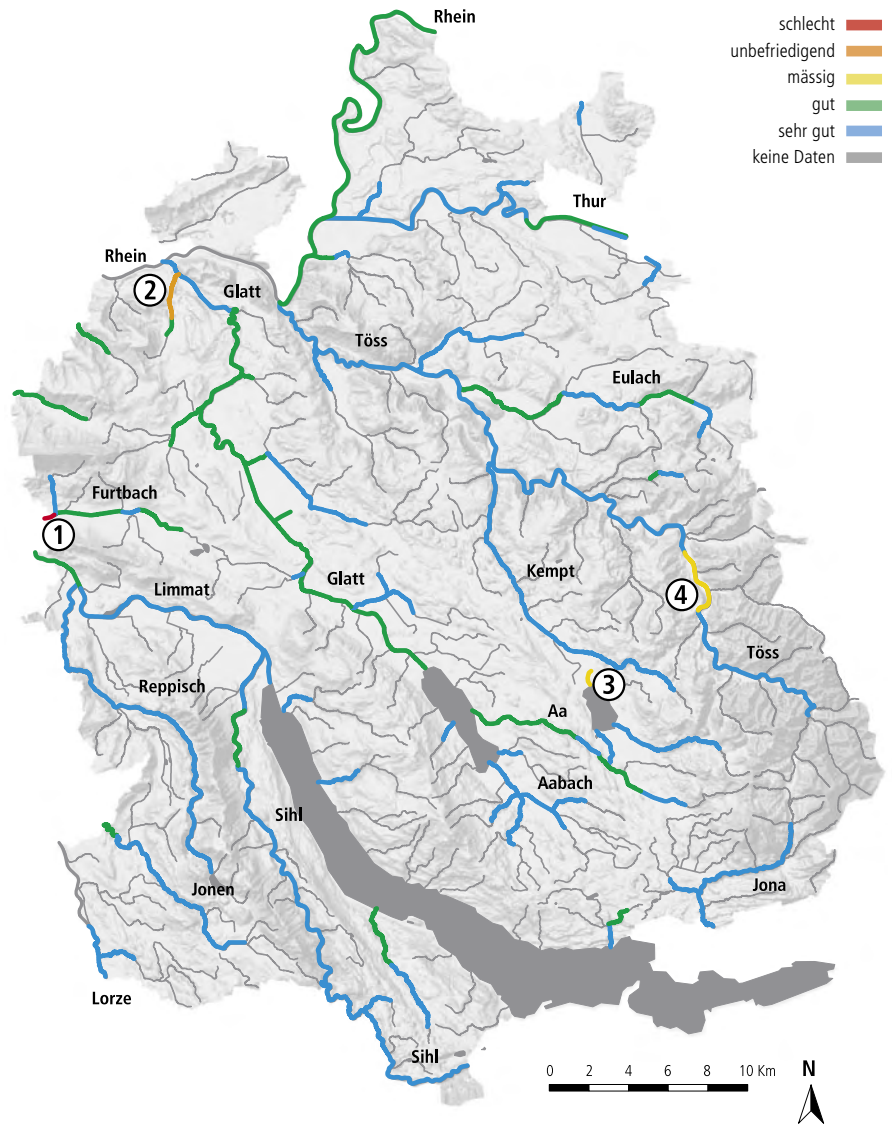 Rhein
schlecht
unbefriedigend
mässig
gut
sehr gut
keine Daten
Thur
Rhein
2
Glatt
Töss
Eulach
Furtbach
1
Kempt
Glatt
Limmat
4
Töss
Reppisch
3
Aa
Aabach
Sihl
Jonen
Jona
Lorze
Sihl
0 2 4 6 8 10 Km
N